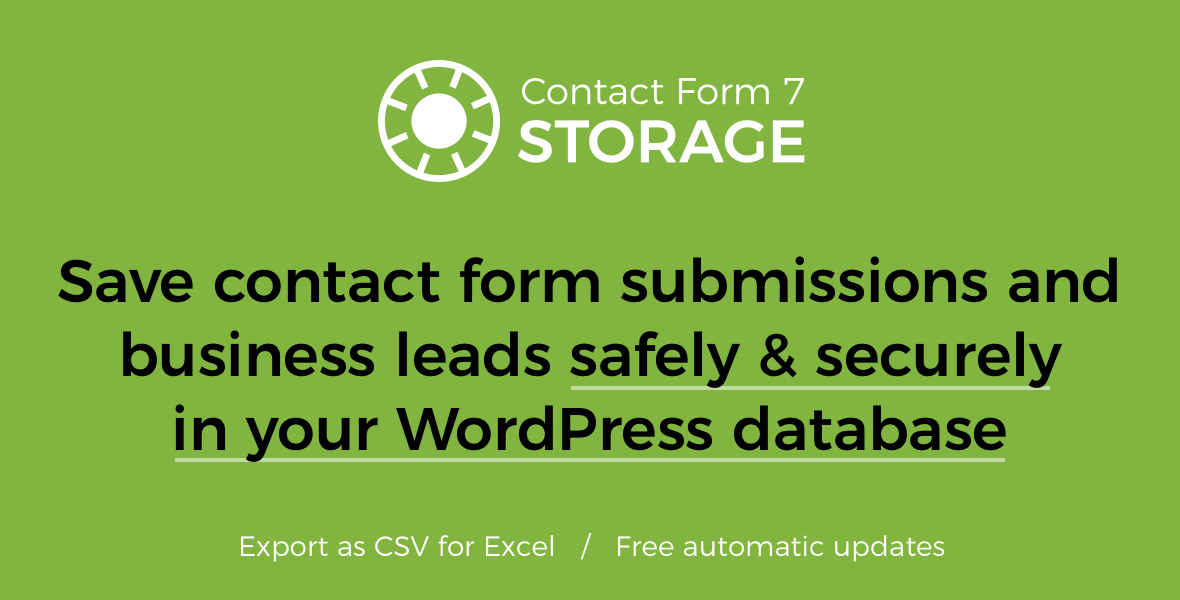 Contact Form 7
STORAGE
Save contact form submissions and
business leads safely & securely
in your WordPress database
Export as CSV for Excel / Free automatic updates